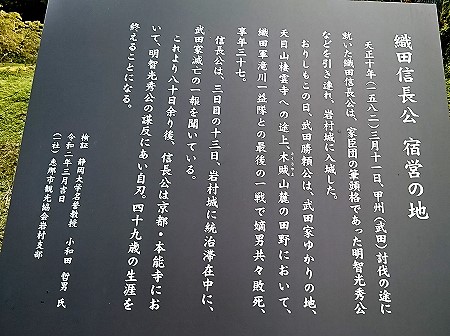 織田信長公 宿営の地
天正十年(一五八二)三月十一日、甲州(武田)討伐の途に
就いた織田信長公は、家臣団の筆頭格であった明智光秀公
などを引き連れ、岩村城に入城した。
おりしもこの日、武田勝頼公は、武田家ゆかりの地、
天目山棲雲寺への途上、木賊山麓の田野において、
織田軍滝川一益隊との最後の一戦で嫡男共々敗死、
享年三十七。
信長公は、三日目の十三日、岩村城に統治滞在中に、
武田家滅亡の一報を聞いている。
これより八十日余り後、信長公は京都・本能寺にお
いて、明智光秀公の謀反にあい自刃。四十九歳の生涯を
終えることになる。
検証 静岡大学名誉教授 小和田 哲男 氏
令和二年三月吉日
(一社)恵那市観光協会岩村支部